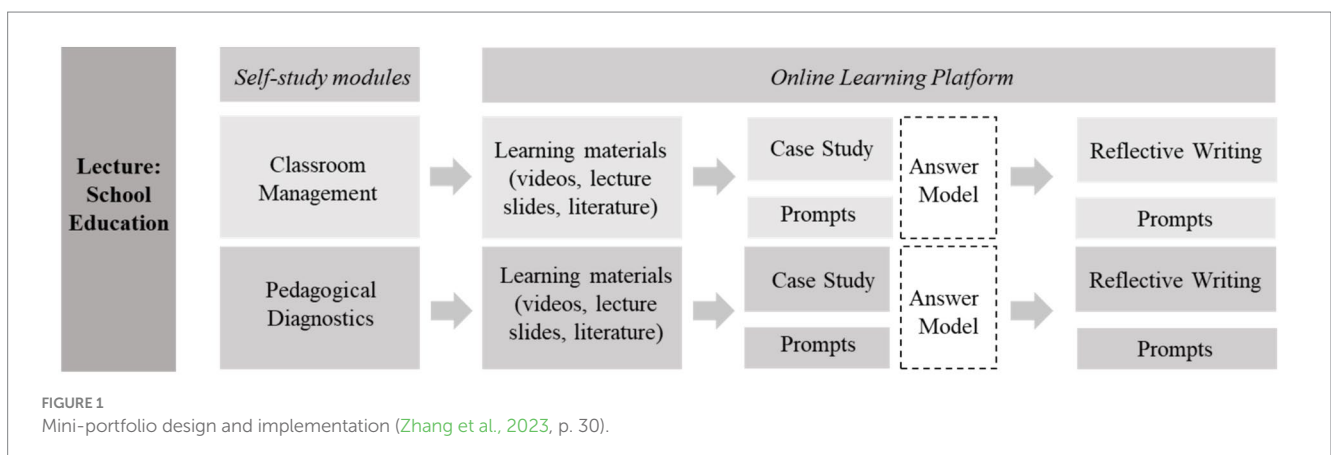 Lecture:
School
Education
Self-study modules
Online Learning Platform
Classroom
Management
Learning materials
(videos, lecture
slides, literature)
Case Study
Prompts
Answer
Model
Reflective Writing
Prompts
Pedagogical
Diagnostics
Learning materials
(videos, lecture
slides, literature)
Case Study
Prompts
Answer
Model
Reflective Writing
Prompts
FIGURE 1
Mini-portfolio design and implementation (Zhang et al., 2023, p. 30).